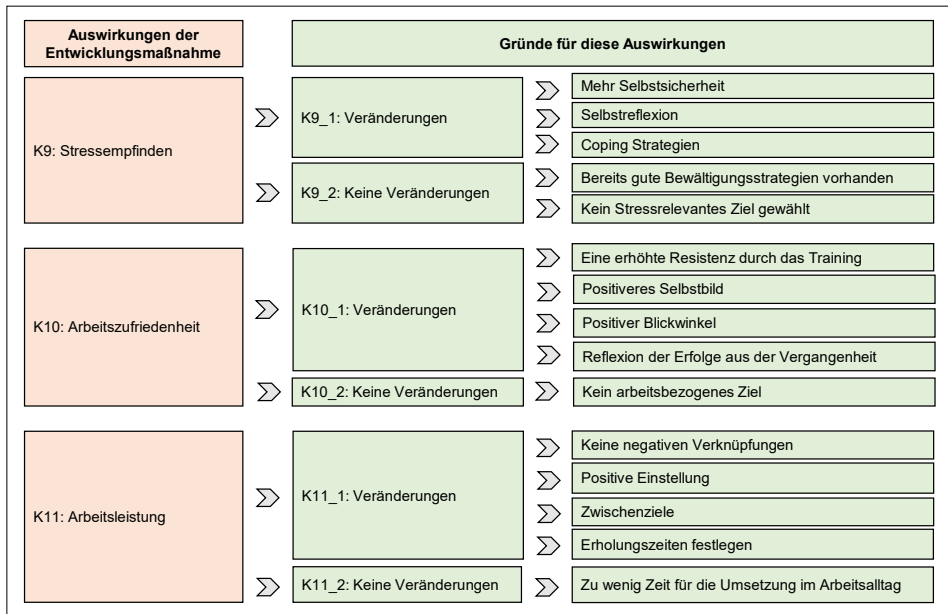 Auswirkungen der
Entwicklungsmaßnahme
Gründe für diese Auswirkungen
K9: Stressempfinden
K9_1: Veränderungen
Mehr Selbstsicherheit
Selbstreflexion
Coping Strategien
K9_2: Keine Veränderungen
Bereits gute Bewältigungsstrategien vorhanden
Kein Stressrelevantes Ziel gewählt
K10: Arbeitszufriedenheit
K10_1: Veränderungen
Eine erhöhte Resistenz durch das Training
Positiveres Selbstbild
Positiver Blickwinkel
Reflexion der Erfolge aus der Vergangenheit
K10_2: Keine Veränderungen
Kein arbeitsbezogenes Ziel
K11: Arbeitsleistung
K11_1: Veränderungen
Keine negativen Verknüpfungen
Positive Einstellung
Zwischenziele
Erholungszeiten festlegen
K11_2: Keine Veränderungen
Zu wenig Zeit für die Umsetzung im Arbeitsalltag